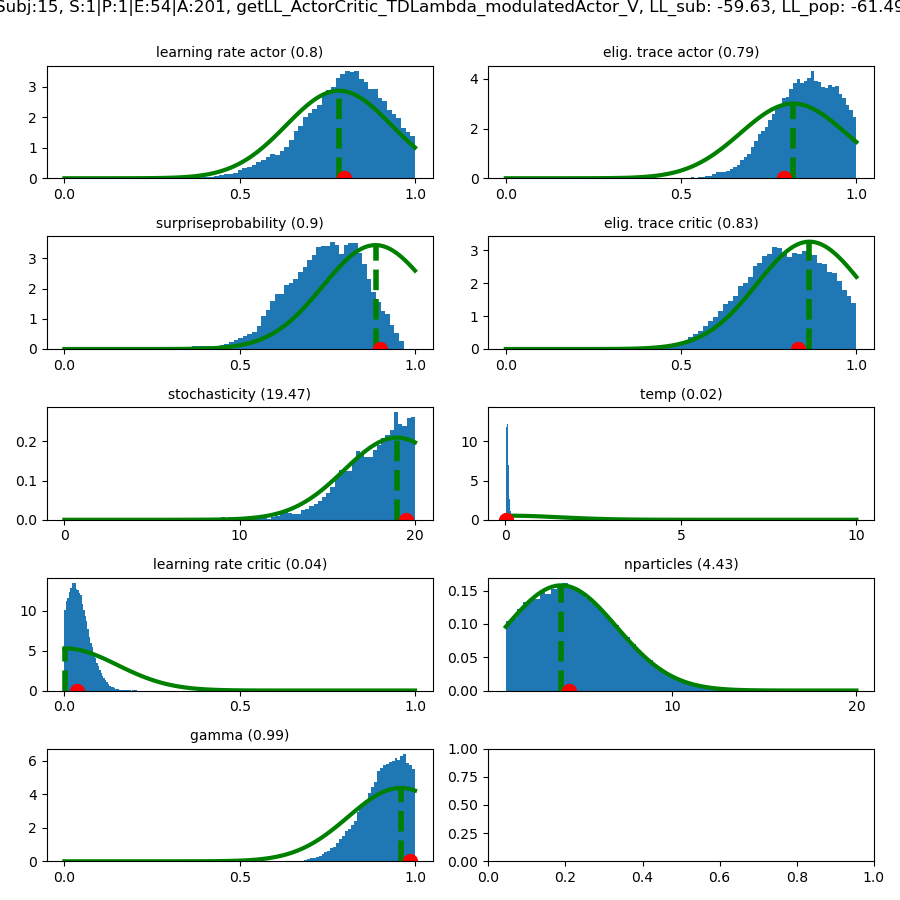 Subj:15, S:1|P:1|E:54|A:201, getLL_ActorCritic_TDLambda_modulatedActor_V, LL_sub: -59.63, LL_pop: -61.49
learning rate actor (0.8)
elig. trace actor (0.79)
3
2
1
0
0.0 0.5 1.0
4
2
0
0.0 0.5 1.0
surpriseprobability (0.9)
elig. trace critic (0.83)
3
2
1
0
0.0 0.5 1.0
3
2
1
0
0.0 0.5 1.0
stochasticity (19.47)
temp (0.02)
0.2
0.1
0.0
0 10 20
10
5
0
0 5 10
learning rate critic (0.04)
nparticles (4.43)
10
5
0
0.0 0.5 1.0
0.15
0.10
0.05
0.00
10 20
gamma (0.99)
6
4
2
0
0.0 0.5 1.0
1.00
0.75
0.50
0.25
0.00
0.0 0.2 0.4 0.6 0.8 1.0